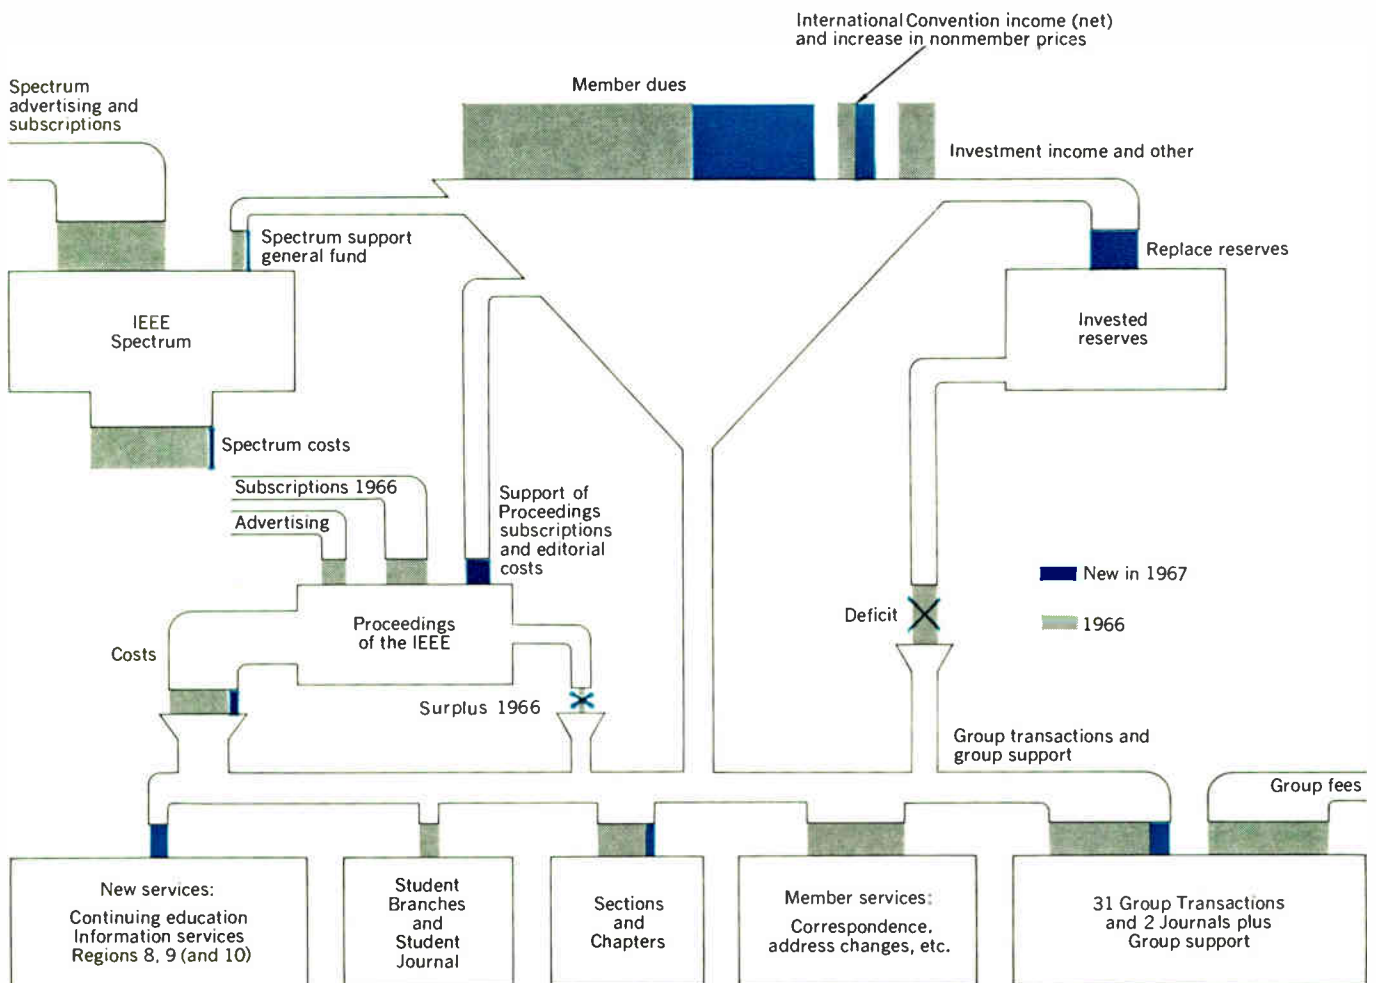 International Convention income (net)
and increase in nonmember prices
Spectrum
advertising and
subscriptions
Member dues
Investment income and other
Spectrum support
general fund
Replace reserves
IEEE
Spectrum
Invested
reserves
Spectrum costs
Subscriptions 1966
Advertising
Support of
Proceedings
subscriptions
and editorial
costs
New in 1967
1966
Deficit
Proceedings
of the IEEE
Costs
Surplus 1966
Group transactions and
group support
Group fees
New services:
Continuing education
Information services
Regions 8, 9 (and 10)
Student
Branches
and
Student
Journal
Sections
and
Chapters
Member services:
Correspondence.
address changes, etc.
31 Group Transactions
and 2 Journals plus
Group support